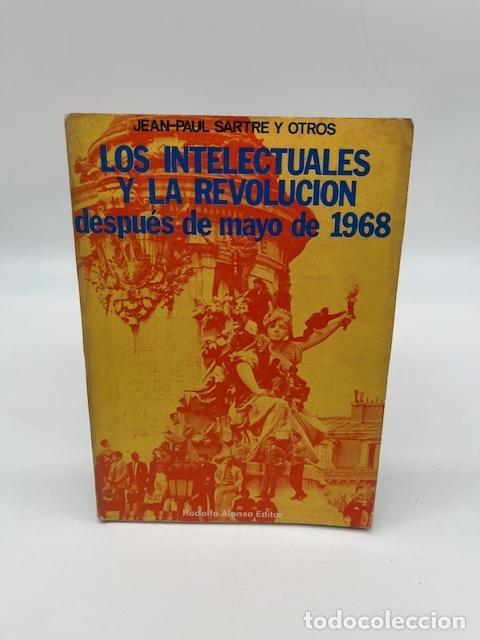 JEAN-PAUL SARTRE Y OTROS
LOS INTELECTUALES
Y LA REVOLUCION
después de mayo de 1968
Rodolfo Alonso Editor
todocoleccion